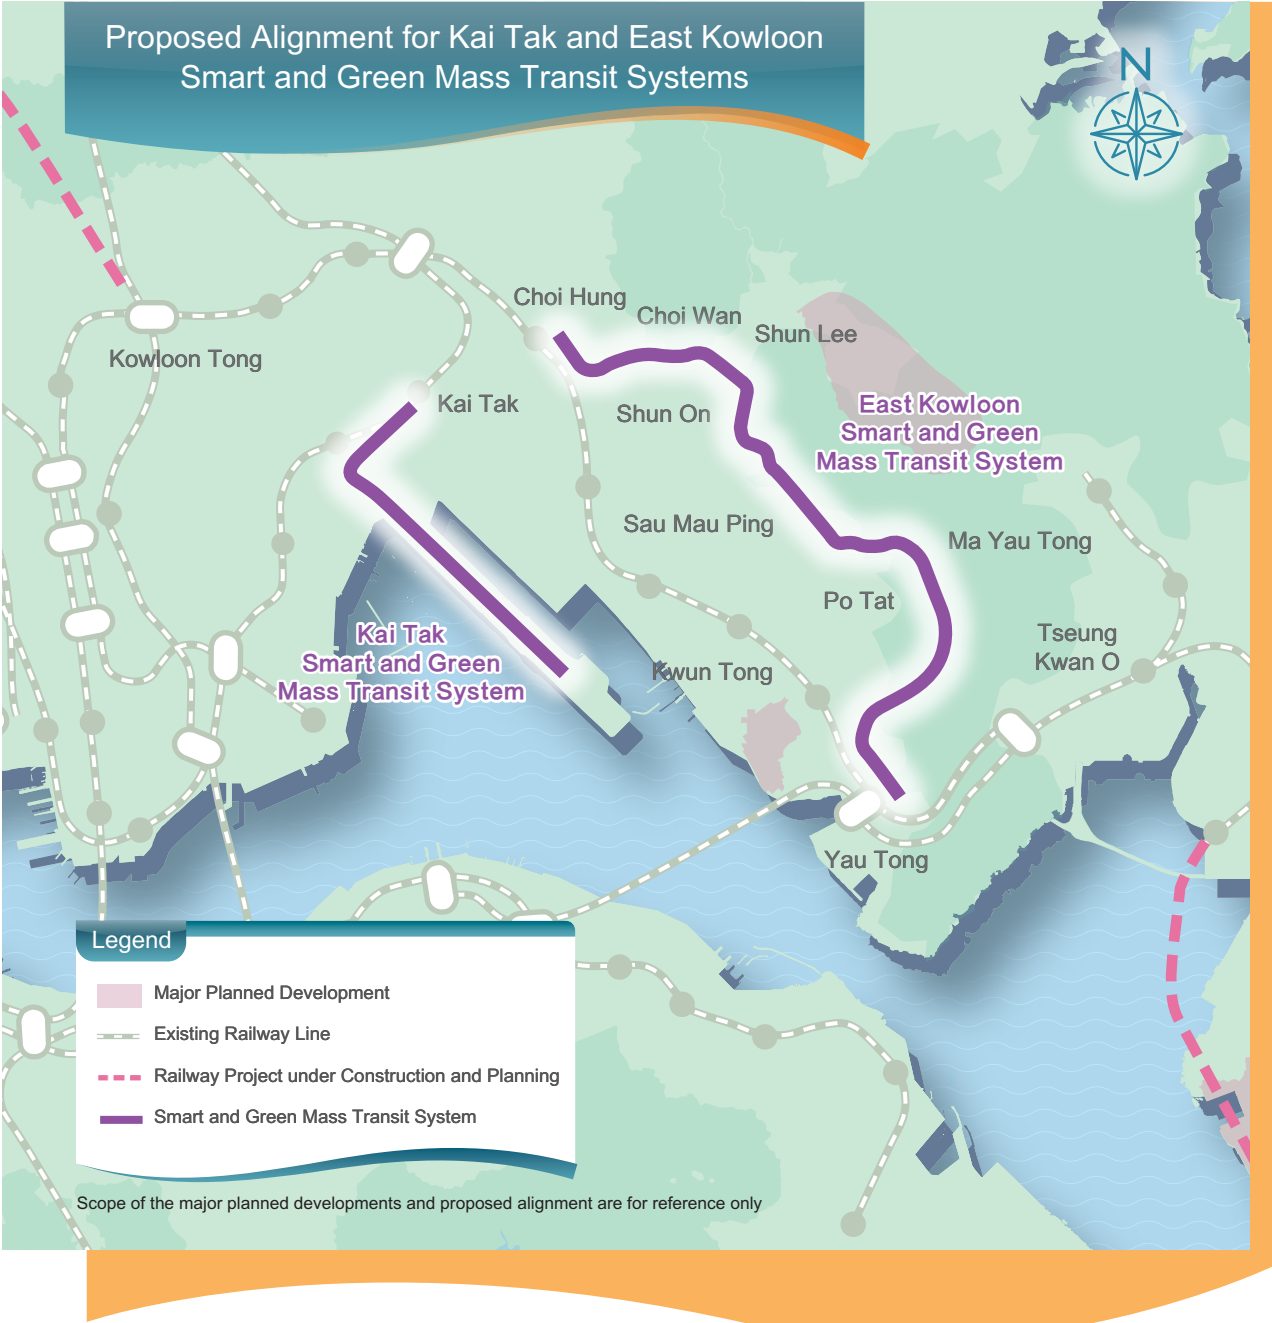 Proposed Alignment for Kai Tak and East Kowloon
Smart and Green Mass Transit Systems
N
Choi Hung
Choi Wan
Shun Lee
Kowloon Tong
Kai Tak
Shun On
East Kowloon
Smart and Green
Mass Transit System
Sau Mau Ping
Ma Yau Tong
Po Tat
Kai Tak
Smart and Green
Mass Transit System
Tseung
Kwan O
Kwun Tong
Yau Tong
Legend
Major Planned Development
Existing Railway Line
Railway Project under Construction and Planning
Smart and Green Mass Transit System
Scope of the major planned developments and proposed alignment are for reference only